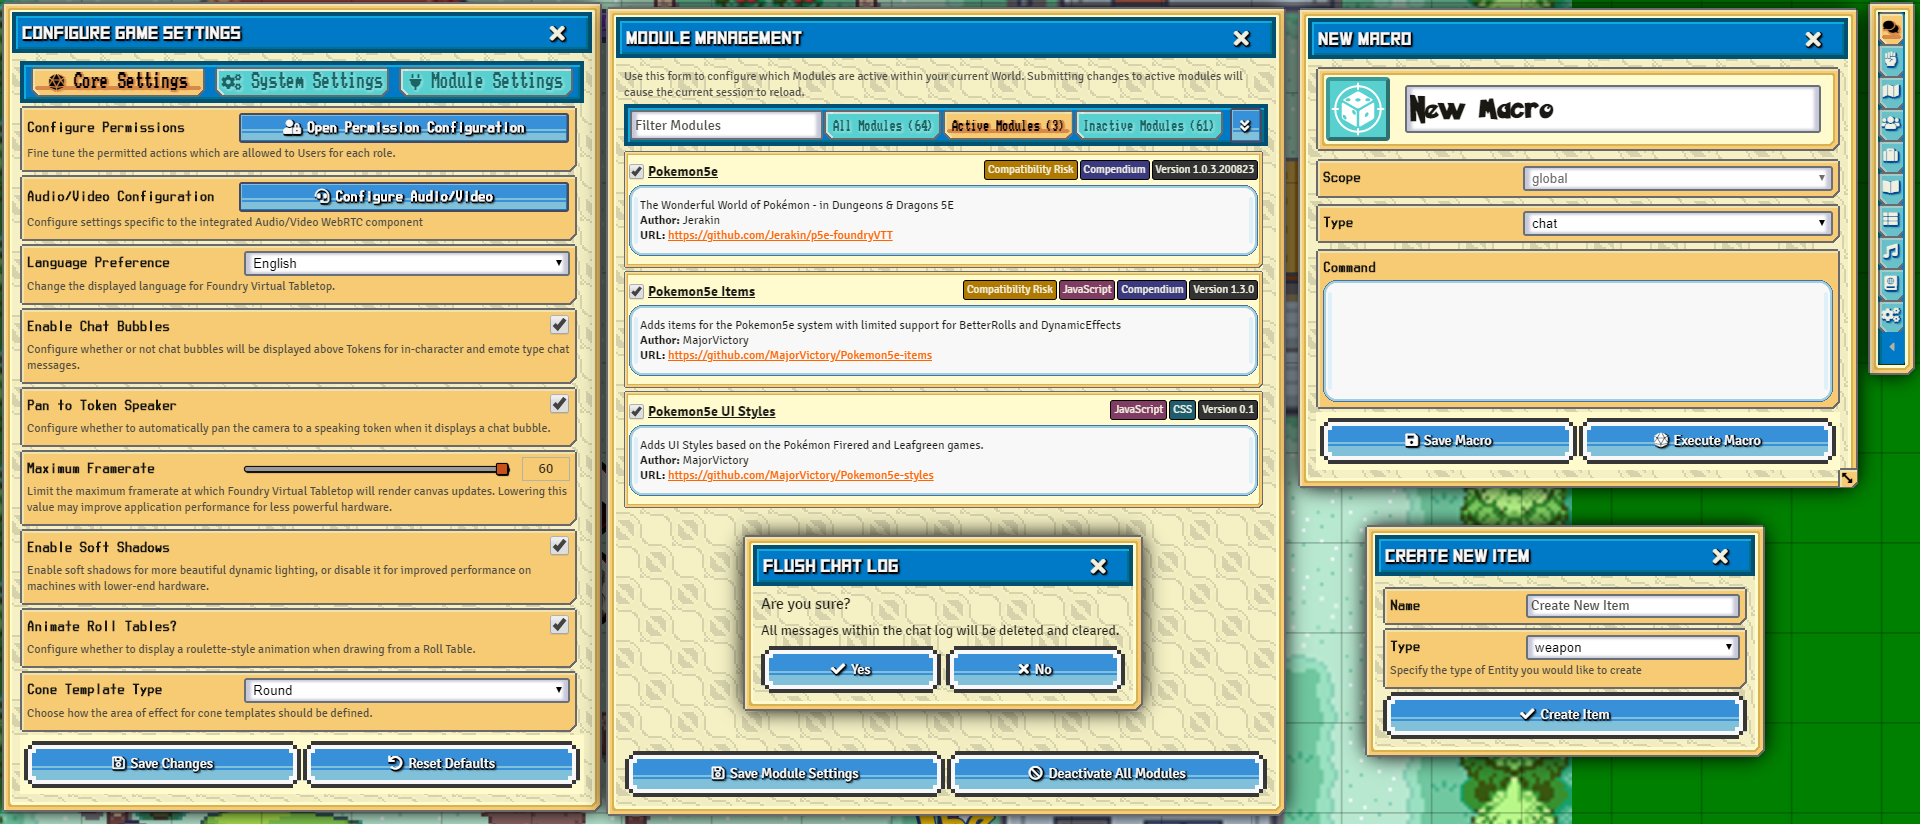 CONFIGURE GAME SETTINGS
Core Settings
System Settings
Module Settings
Configure Permissions
Open Permission Configuration
Fine tune the permitted actions which are allowed to Users for each role.
Audio/Video Configuration
Configure Audio/Video
Configure settings specific to the integrated Audio/Video WebRTC component
Language Preference
English
Change the displayed language for Foundry Virtual Tabletop.
Enable Chat Bubbles
Configure whether or not chat bubbles will be displayed above Tokens for in-character and emote type chat
messages.
Pan to Token Speaker
Configure whether to automatically pan the camera to a speaking token when it displays a chat bubble.
Maximum Framerate
60
Limit the maximum framerate at which Foundry Virtual Tabletop will render canvas updates. Lowering this
value may improve application performance for less powerful hardware.
Enable Soft Shadows
Enable soft shadows for more beautiful dynamic lighting, or disable it for improved performance on
machines with lower-end hardware.
Animate Roll Tables?
Configure whether to display a roulette-style animation when drawing from a Roll Table.
Cone Template Type
Round
Choose how the area of effect for cone templates should be defined.
Save Changes
Reset Defaults
MODULE MANAGEMENT
Use this form to configure which Modules are active within your current World. Submitting changes to active modules will
cause the current session to reload.
Filter Modules
All Modules (64)
Active Modules (3)
Inactive Modules (61)
Pokemon5e
Compatibility Risk
Compendium
Version 1.0.3.200823
The Wonderful World of Pokémon - in Dungeons & Dragons 5E
Author: Jerakin
URL: https://github.com/Jerakin/p5e-foundryVTT
Pokemon5e Items
Compatibility Risk
JavaScript
Compendium
Version 1.3.0
Adds items for the Pokemon5e system with limited support for BetterRolls and DynamicEffects
Author: MajorVictory
URL: https://github.com/MajorVictory/Pokemon5e-items
Pokemon5e UI Styles
JavaScript
CSS
Version 0.1
Adds UI Styles based on the Pokémon Firered and Leafgreen games.
Author: MajorVictory
URL: https://github.com/MajorVictory/Pokemon5e-styles
FLUSH CHAT LOG
Are you sure?
All messages within the chat log will be deleted and cleared.
Yes
No
Save Module Settings
Deactivate All Modules
NEW MACRO
New Macro
Scope
global
Type
chat
Command
Save Macro
Execute Macro
CREATE NEW ITEM
Name
Create New Item
Type
weapon
Specify the type of Entity you would like to create
Create Item